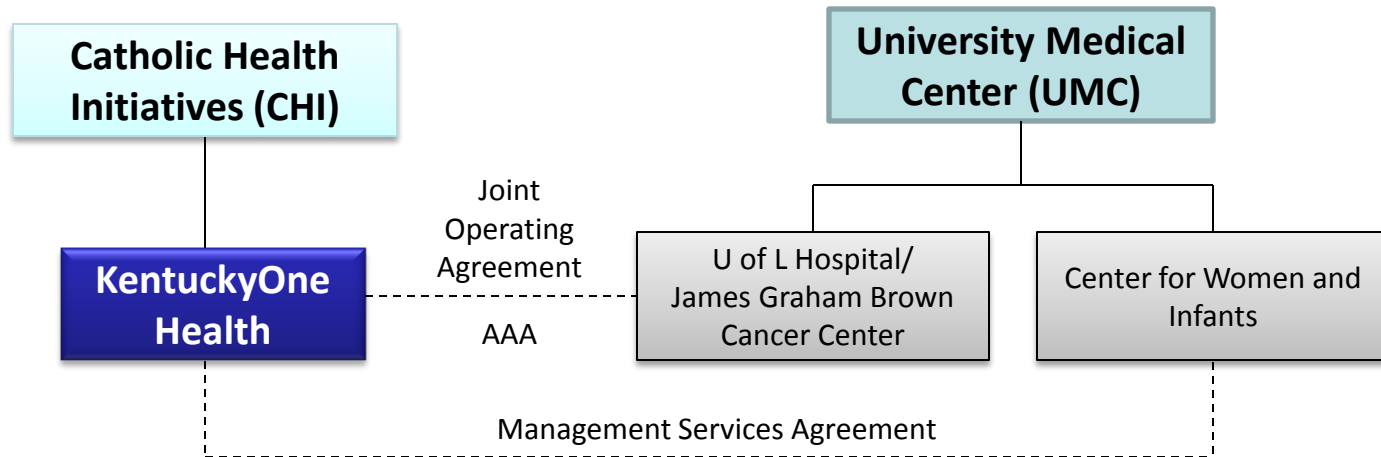 Catholic Health
Initiatives (CHI)
University Medical
Center (UMC)
Joint
Operating
Agreement
AAA
KentuckyOne
Health
U of L Hospital/
James Graham Brown
Cancer Center
Center for Women and
Infants
Management Services Agreement